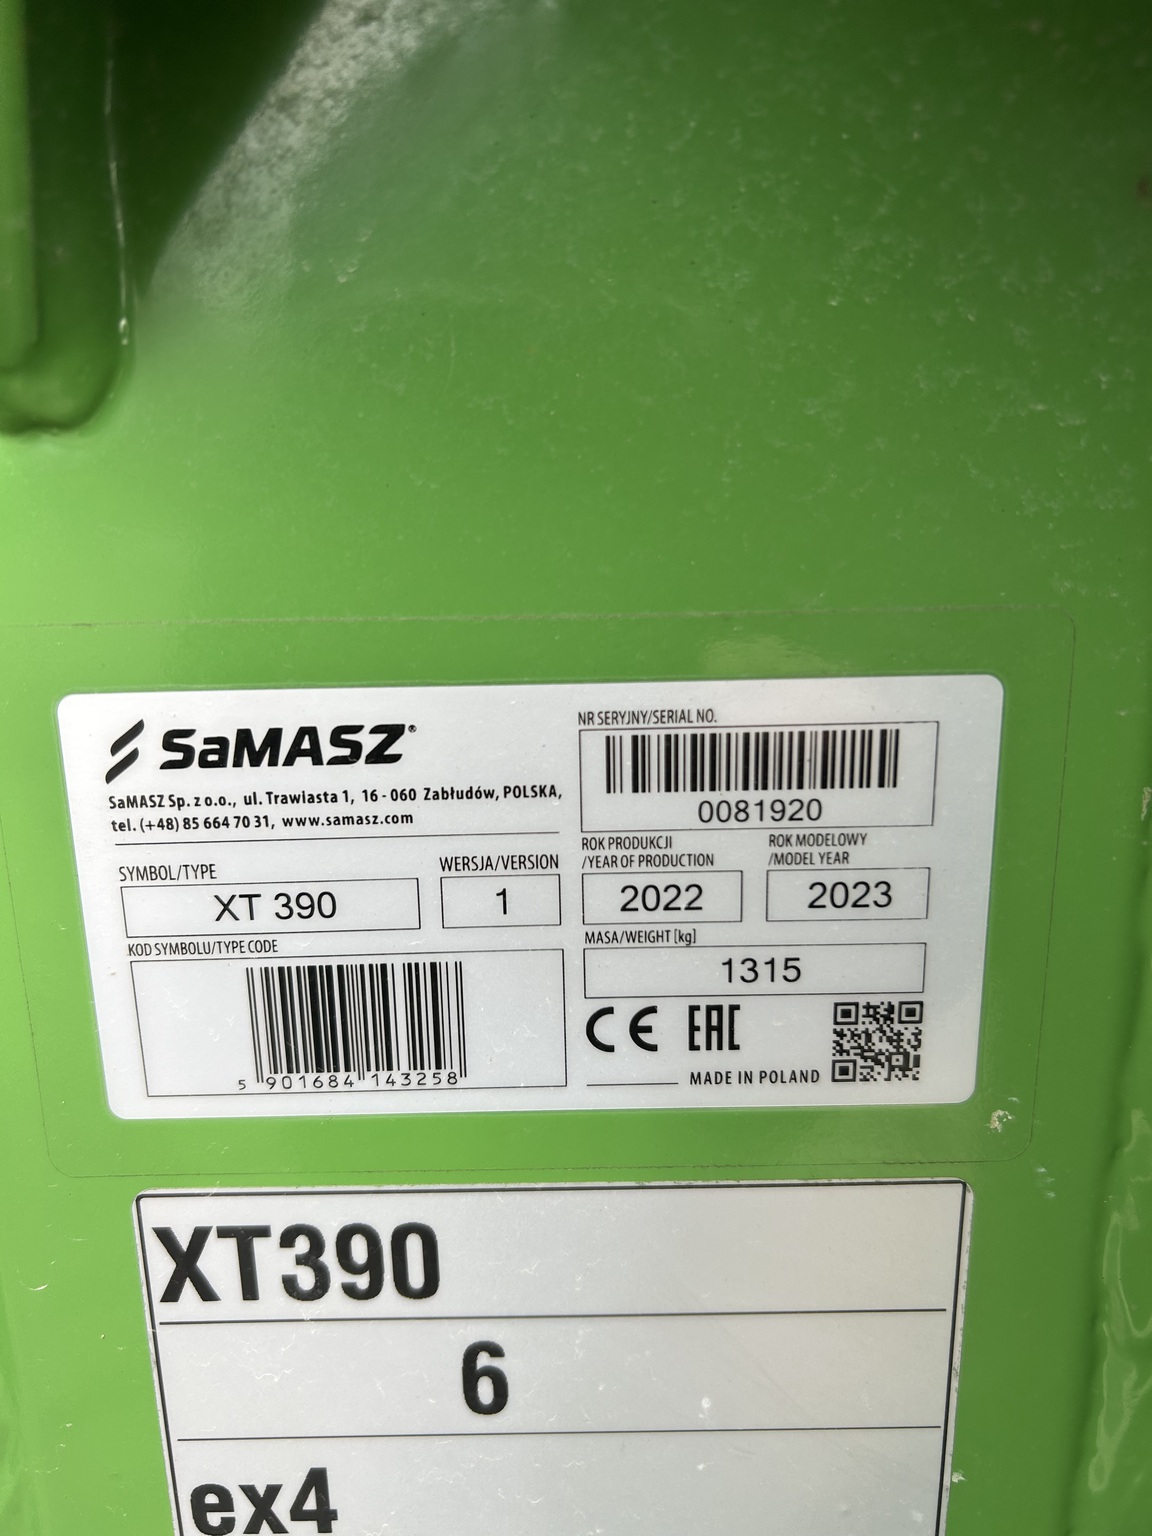 SaMASZ®
SaMASZ Sp. z o.o., ul. Trawiasta 1, 16 - 060 Zabłudów, POLSKA,
tel. (+48) 85 664 70 31, www.samasz.com
SYMBOL/TYPE
XT 390
WERSJA/VERSION
1
KOD SYMBOLU/TYPE CODE
5 901684 143258
NR SERYJNY/SERIAL NO.
0081920
ROK PRODUKCJI
/YEAR OF PRODUCTION
2022
ROK MODELOWY
/MODEL YEAR
2023
MASA/WEIGHT [kg]
1315
CE EAC
MADE IN POLAND
XT390
6
ex4